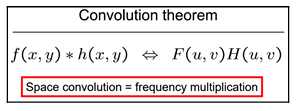 Convolution theorem
f(x, y) ∗ h(x, y) ⇔ F(u, v)H(u, v)
Space convolution = frequency multiplication